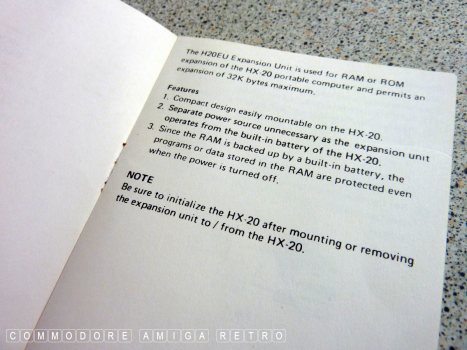 The H20EU Expansion Unit is used for RAM or ROM
expansion of the HX-20 portable computer and permits an
expansion of 32K bytes maximum.
Features
1. Compact design easily mountable on the HX-20.
2. Separate power source unnecessary as the expansion unit
operates from the built-in battery of the HX-20.
3. Since the RAM is backed up by a built-in battery, the
programs or data stored in the RAM are protected even
when the power is turned off.
NOTE
Be sure to initialize the HX-20 after mounting or removing
the expansion unit to / from the HX-20.
COMMODORE AMIGA RETRO